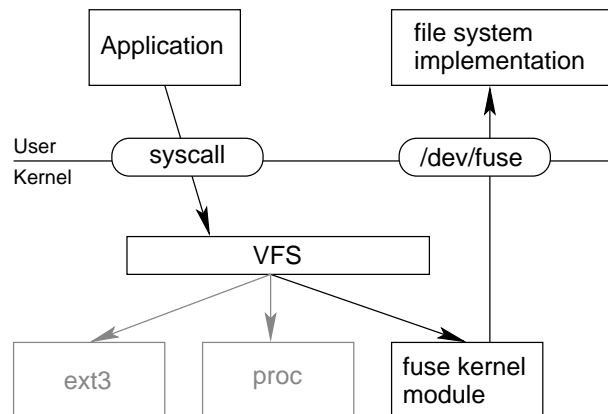 Application
file system
implementation
User
syscall
/dev/fuse
Kernel
VFS
ext3
proc
fuse kernel
module